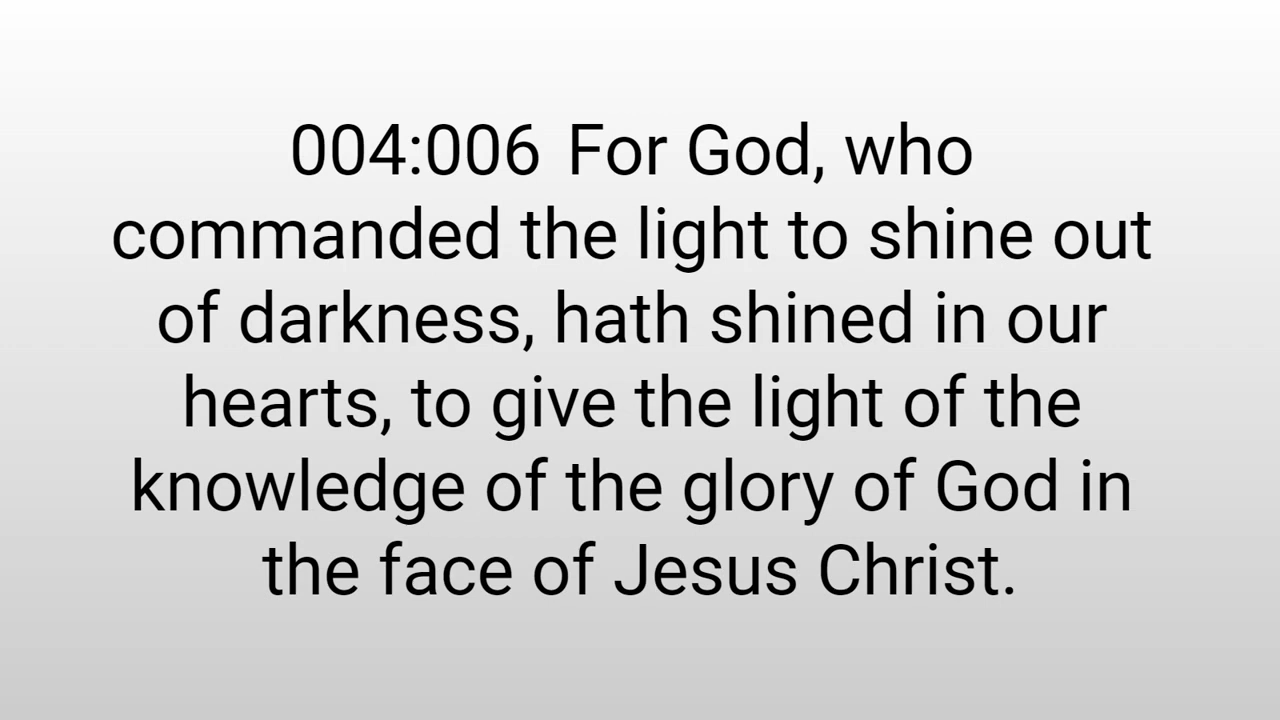 004:006 For God, who
commanded the light to shine out
of darkness, hath shined in our
hearts, to give the light of the
knowledge of the glory of God in
the face of Jesus Christ.